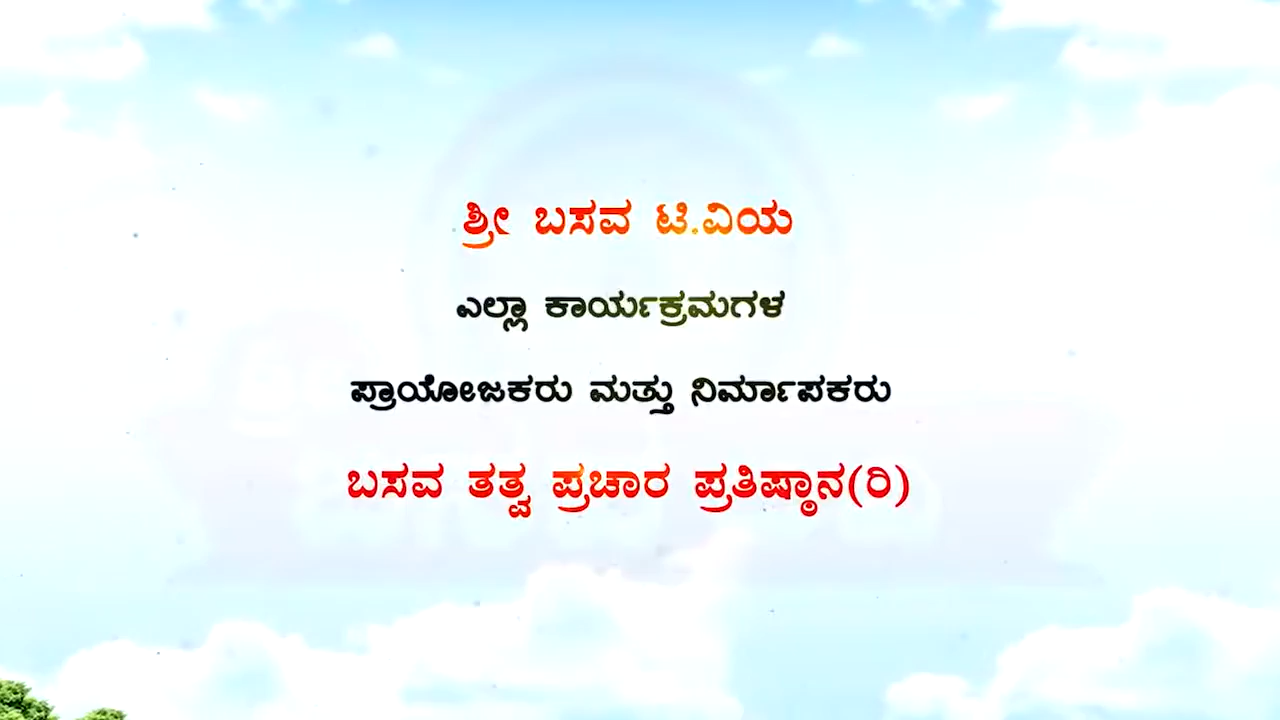 ಶ್ರೀ ಬಸವ ಟಿ.ವಿಯ
ಎಲ್ಲಾ ಕಾರ್ಯಕ್ರಮಗಳ
ಪ್ರಾಯೋಜಕರು ಮತ್ತು ನಿರ್ಮಾಪಕರು
ಬಸವ ತತ್ವ ಪ್ರಚಾರ ಪ್ರತಿಷ್ಠಾನ(ರಿ)